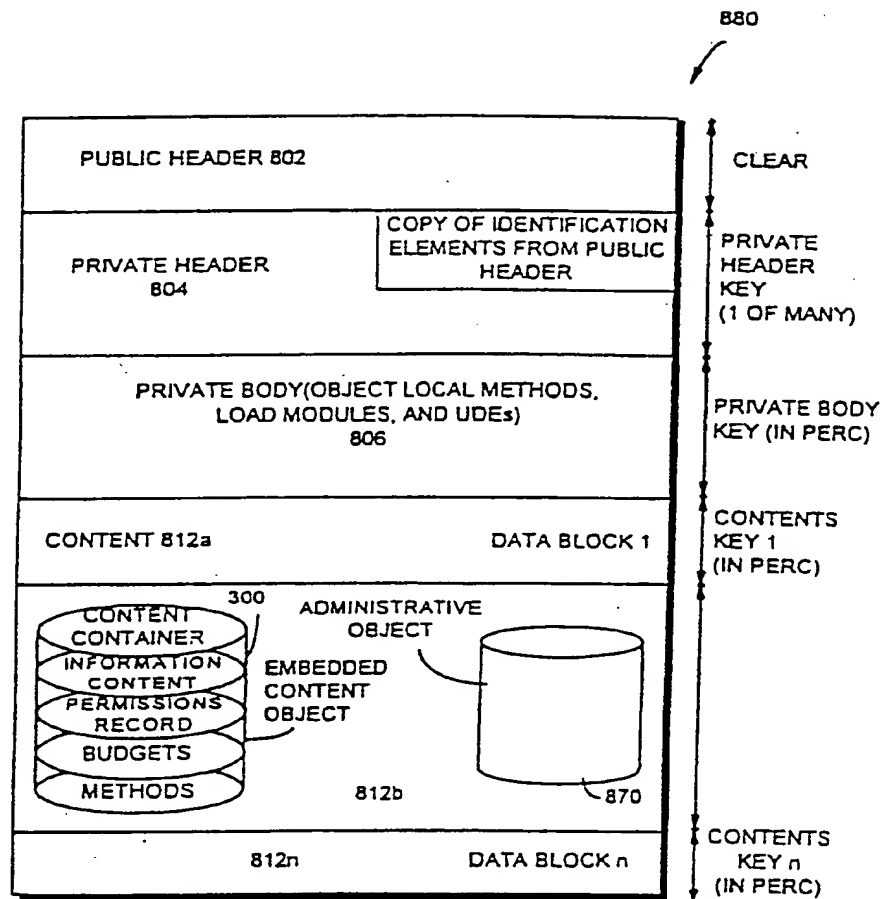 880
PUBLIC HEADER 802
CLEAR
COPY OF IDENTIFICATION
ELEMENTS FROM PUBLIC
HEADER
PRIVATE HEADER
804
PRIVATE
HEADER
KEY
(1 OF MANY)
PRIVATE BODY(OBJECT LOCAL METHODS,
LOAD MODULES, AND UDEs)
806
PRIVATE BODY
KEY (IN PERC)
CONTENT 812a
DATA BLOCK 1
CONTENTS
KEY 1
(IN PERC)
300
CONTENT
CONTAINER
INFORMATION
CONTENT
PERMISSIONS
RECORD
BUDGETS
METHODS
EMBEDDED
CONTENT
OBJECT
ADMINISTRATIVE
OBJECT
812b
870
812n
DATA BLOCK n
CONTENTS
KEY n
(IN PERC)